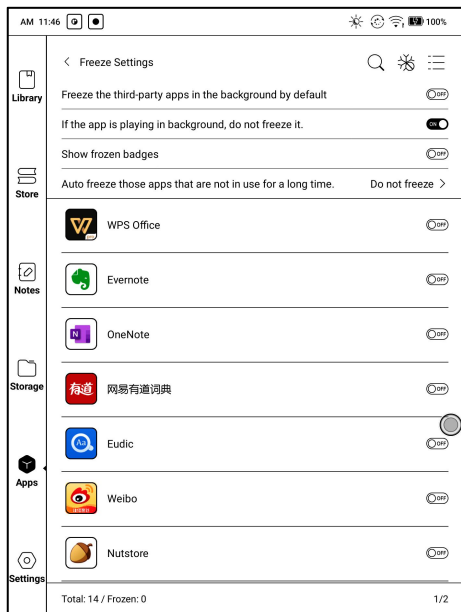 AM 11:46
100%
Freeze Settings
Library
Freeze the third-party apps in the background by default
OFF
If the app is playing in background, do not freeze it.
ON
Show frozen badges
OFF
Store
Auto freeze those apps that are not in use for a long time.
Do not freeze
WPS Office
OFF
Notes
Evernote
OFF
N
OneNote
OFF
Storage
有道
网易有道词典
OFF
Aa
Eudic
OFF
Apps
Weibo
OFF
Nutstore
OFF
Settings
Total: 14 / Frozen: 0
1/2